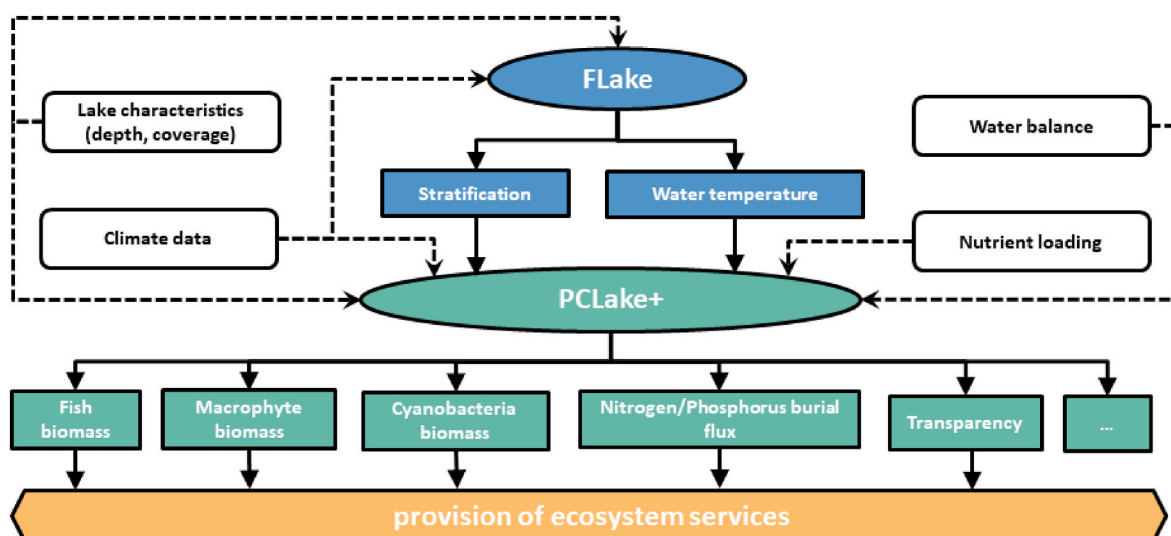 FLake
Lake characteristics
(depth, coverage)
Water balance
Stratification
Water temperature
Climate data
Nutrient loading
PCLake+
Fish
biomass
Macrophyte
biomass
Cyanobacteria
biomass
Nitrogen/Phosphorus burial
flux
Transparency
...
provision of ecosystem services